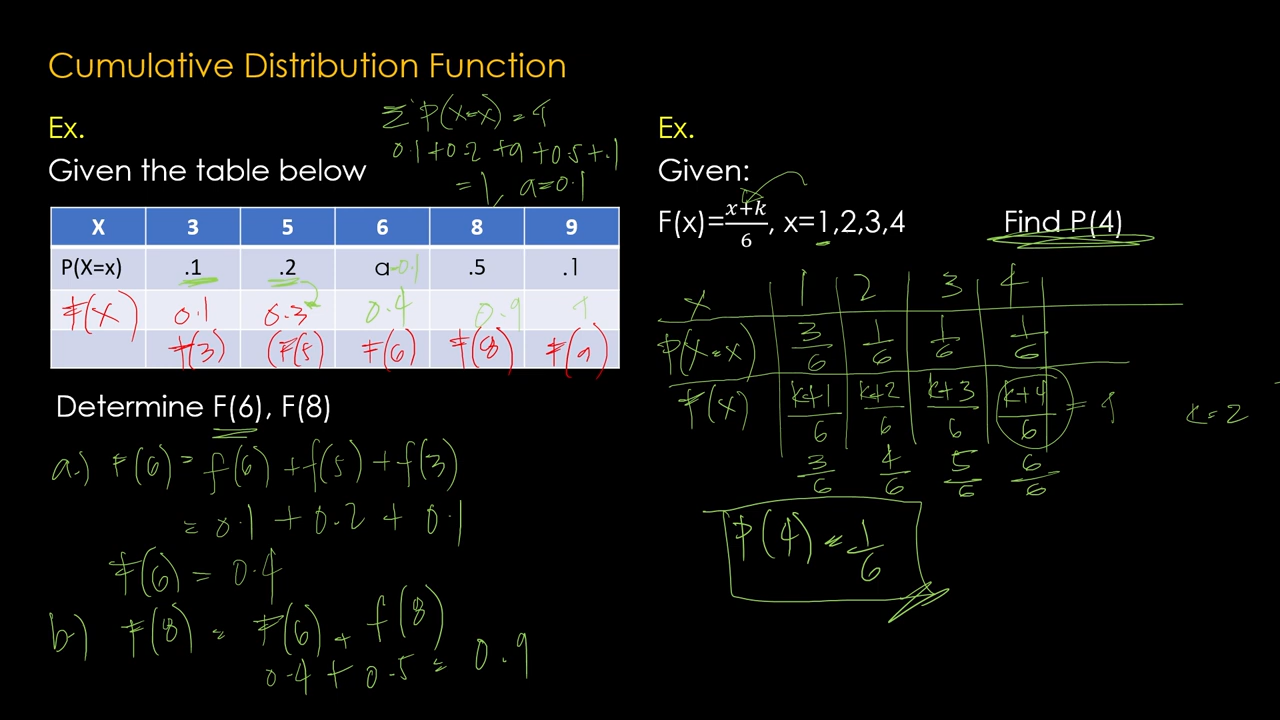 Cumulative Distribution Function
Ex.
Σ P(X=x) = 1
Given the table below
0.1+0.2+a+0.5+.1
=1, a=0.1
X 3 5 6 8 9
P(X=x) .1 .2 a=0.1 .5 .1
F(X) 0.1 0.3 0.4 0.9 1
f(3) (F(5) F(6) F(8) F(9)
Determine F(6), F(8)
a.) F(6) = f(6) + f(5) + f(3)
= 0.1 + 0.2 + 0.1
F(6) = 0.4
b) F(8) = F(6) + f(8)
0.4 + 0.5 = 0.9
Ex.
Given:
F(x)=x+k/6, x=1,2,3,4 Find P(4)
x 1 2 3 4
P(X=x) 3/6 1/6 1/6 1/6
F(X) k+1/6 k+2/6 k+3/6 k+4/6 = 1 k=2
3/6 4/6 5/6 6/6
P(4) = 1/6